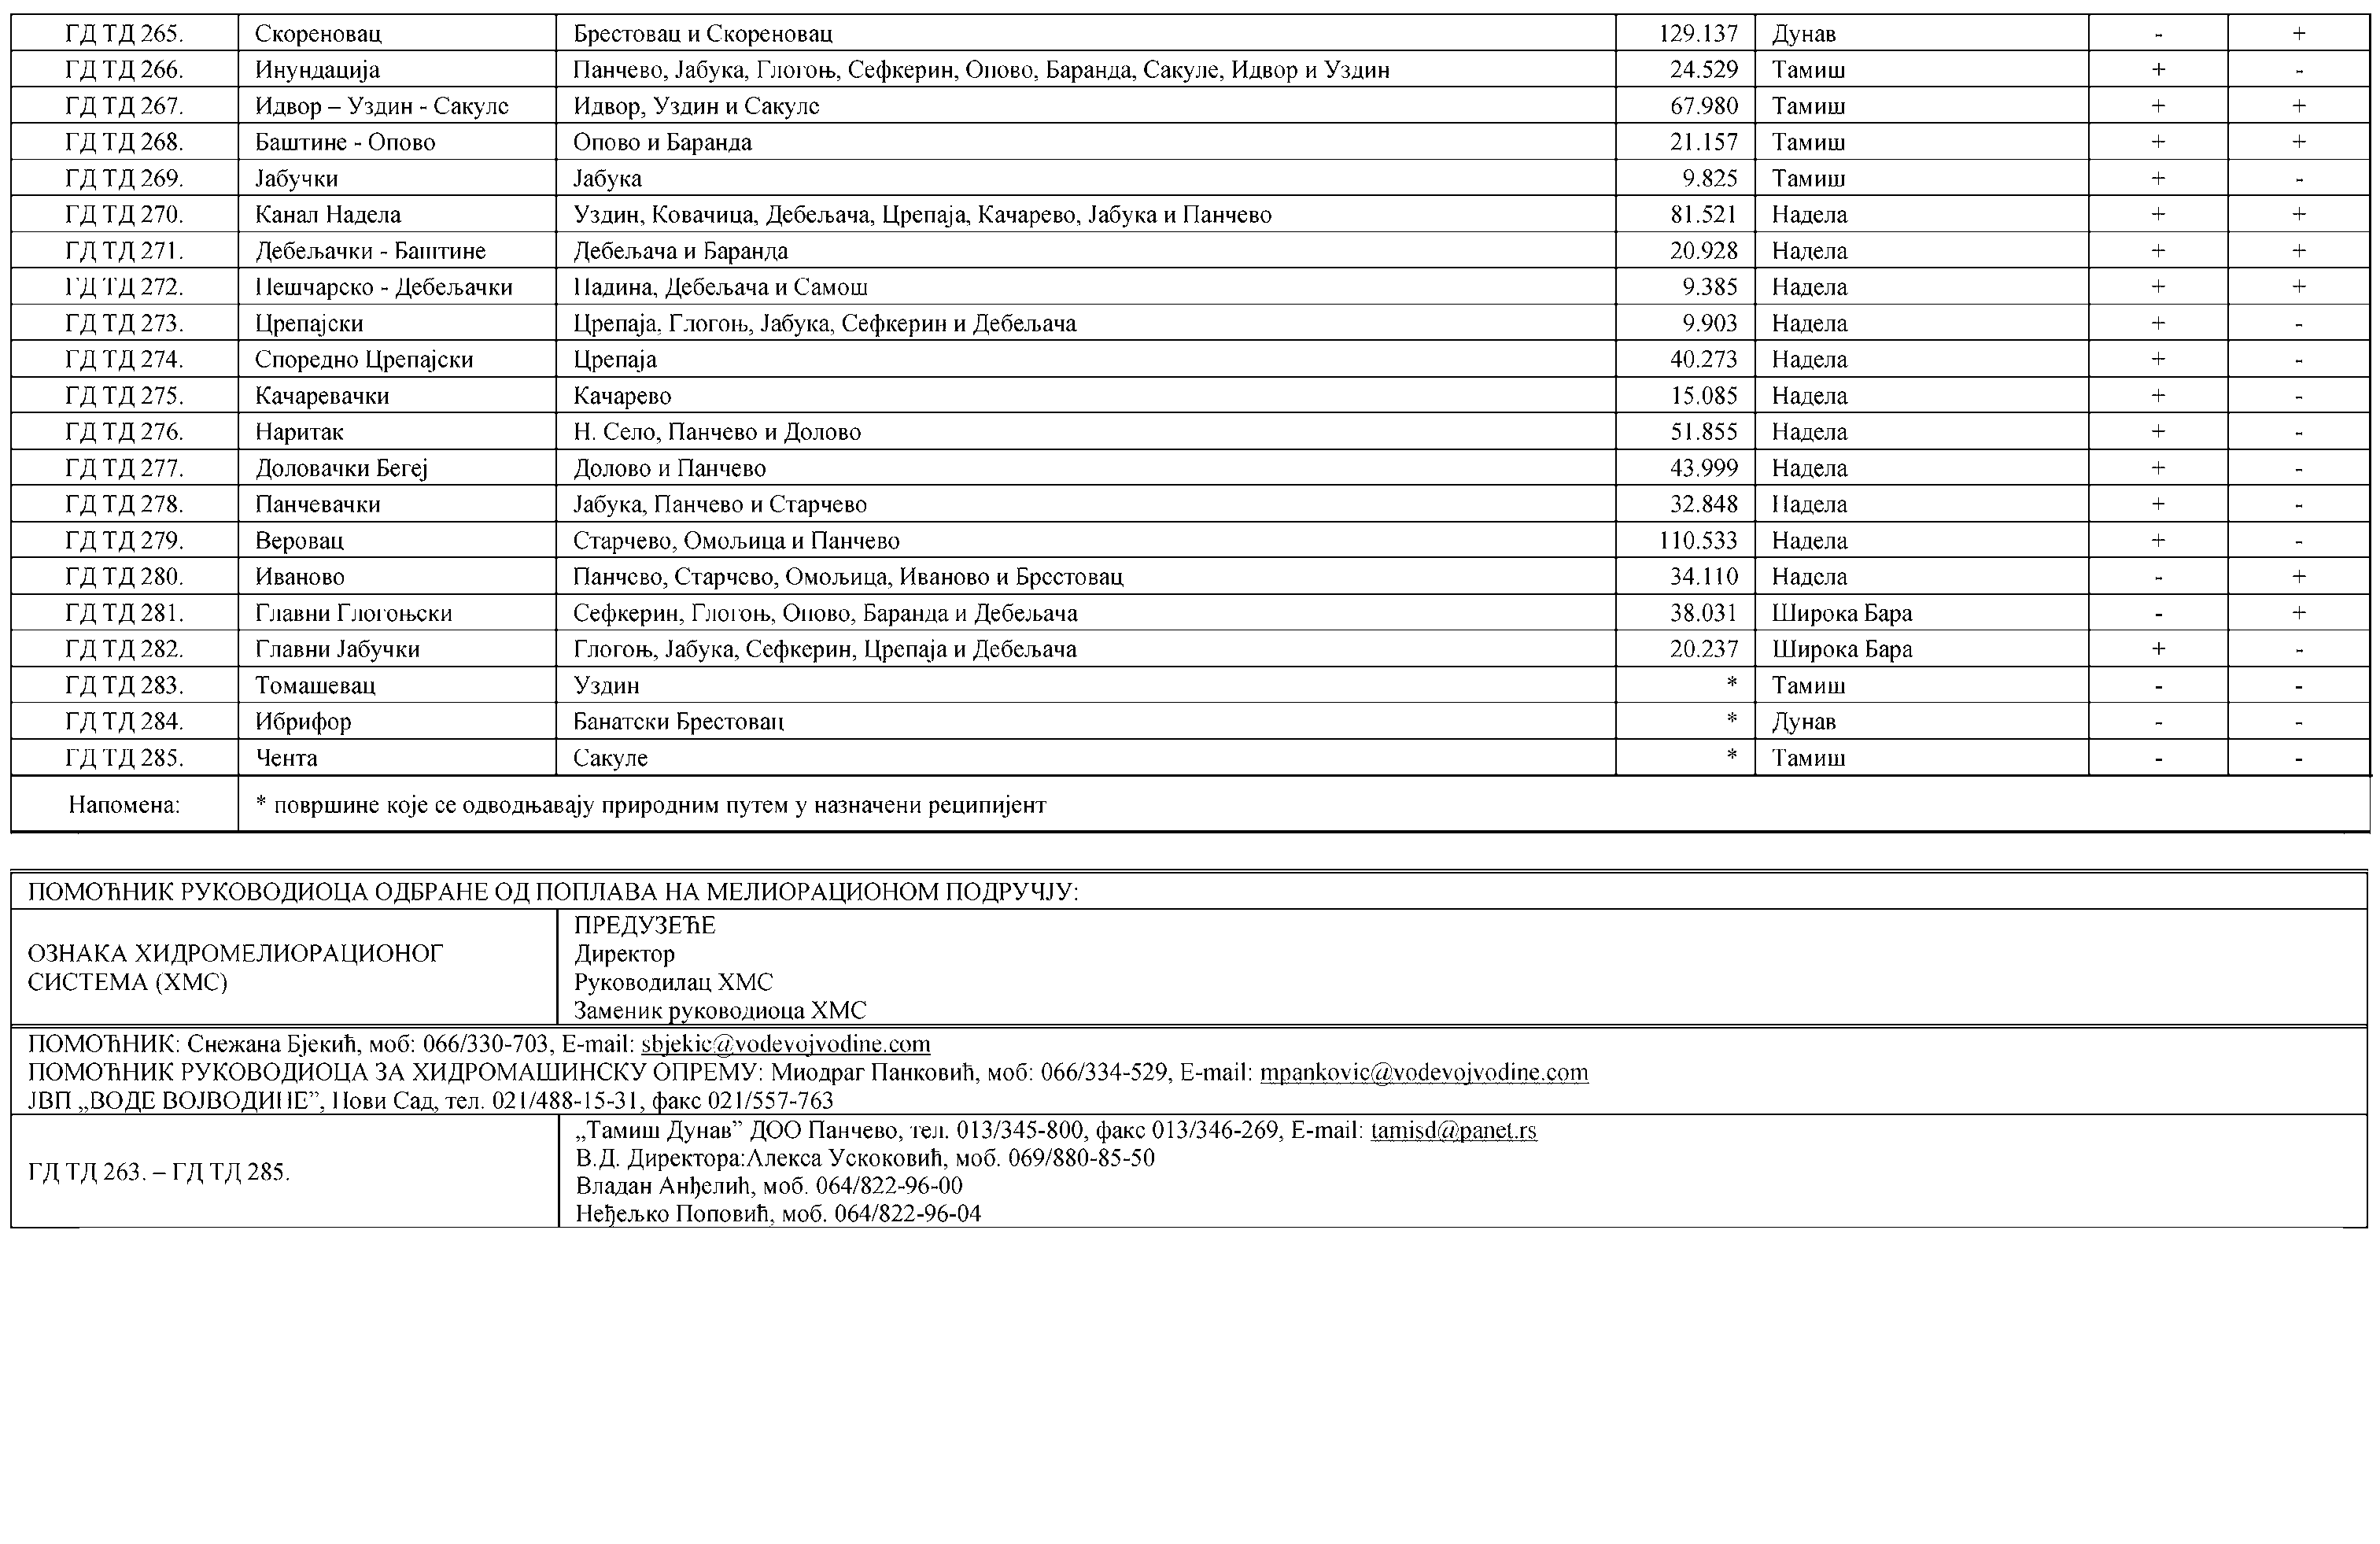 ГД ТД 265. Скореновац Брестовац и Скореновац 129.137 Дунав - +
ГД ТД 266. Инундација Панчево, Јабука, Глогоњ, Сефкерин, Опово, Баранда, Сакуле, Идвор и Уздин 24.529 Тамиш + -
ГД ТД 267. Идвор – Уздин - Сакуле Идвор, Уздин и Сакуле 67.980 Тамиш + +
ГД ТД 268. Баштине - Опово Опово и Баранда 21.157 Тамиш + +
ГД ТД 269. Јабучки Јабука 9.825 Тамиш + -
ГД ТД 270. Канал Надела Уздин, Ковачица, Дебељача, Црепаја, Качарево, Јабука и Панчево 81.521 Надела + +
ГД ТД 271. Дебељачки - Баштине Дебељача и Баранда 20.928 Надела + +
ГД ТД 272. Пешчарско - Дебељачки Падина, Дебељача и Самош 9.385 Надела + +
ГД ТД 273. Црепајски Црепаја, Глогоњ, Јабука, Сефкерин и Дебељача 9.903 Надела + -
ГД ТД 274. Споредно Црепајски Црепаја 40.273 Надела + -
ГД ТД 275. Качаревачки Качарево 15.085 Надела + -
ГД ТД 276. Наритак Н. Село, Панчево и Долово 51.855 Надела + -
ГД ТД 277. Доловачки Бегеј Долово и Панчево 43.999 Надела + -
ГД ТД 278. Панчевачки Јабука, Панчево и Старчево 32.848 Надела + -
ГД ТД 279. Веровац Старчево, Омољица и Панчево 110.533 Надела + -
ГД ТД 280. Иваново Панчево, Старчево, Омољица, Иваново и Брестовац 34.110 Надела - +
ГД ТД 281. Главни Глогоњски Сефкерин, Глогоњ, Опово, Баранда и Дебељача 38.031 Широка Бара - +
ГД ТД 282. Главни Јабучки Глогоњ, Јабука, Сефкерин, Црепаја и Дебељача 20.237 Широка Бара + -
ГД ТД 283. Томашевац Уздин * Тамиш - -
ГД ТД 284. Ибрифор Банатски Брестовац * Дунав - -
ГД ТД 285. Чента Сакуле * Тамиш - -
Напомена: * површине које се одводњавају природним путем у назначени реципијент
ПОМОЋНИК РУКОВОДИОЦА ОДБРАНЕ ОД ПОПЛАВА НА МЕЛИОРАЦИОНОМ ПОДРУЧЈУ:
ОЗНАКА ХИДРОМЕЛИОРАЦИОНОГ
СИСТЕМА (ХМС)
ПРЕДУЗЕЋЕ
Директор
Руководилац ХМС
Заменик руководиоца ХМС
ПОМОЋНИК: Снежана Бјекић, моб: 066/330-703, E-mail: sbjekic@vodevojvodine.com
ПОМОЋНИК РУКОВОДИОЦА ЗА ХИДРОМАШИНСКУ ОПРЕМУ: Миодраг Панковић, моб: 066/334-529, E-mail: mpankovic@vodevojvodine.com
ЈВП „ВОДЕ ВОЈВОДИНЕ”, Нови Сад, тел. 021/488-15-31, факс 021/557-763
ГД ТД 263. – ГД ТД 285.
„Тамиш Дунав” ДОО Панчево, тел. 013/345-800, факс 013/346-269, E-mail: tamisd@panet.rs
В.Д. Директора:Алекса Ускоковић, моб. 069/880-85-50
Владан Анђелић, моб. 064/822-96-00
Неђељко Поповић, моб. 064/822-96-04